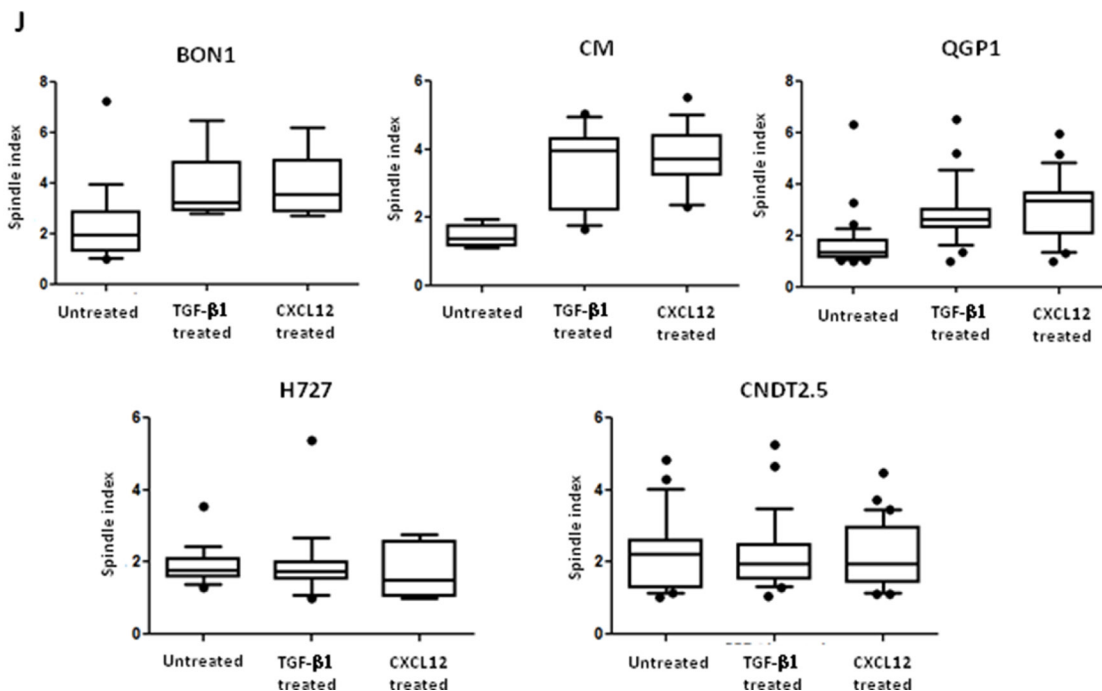 J
BON1
8
6
4
2
0
Spindle index
Untreated
TGF-β1
treated
CXCL12
treated
CM
6
4
2
0
Spindle index
Untreated
TGF-β1
treated
CXCL12
treated
QGP1
8
6
4
2
0
Spindle index
Untreated
TGF-β1
treated
CXCL12
treated
H727
6
4
2
0
Spindle index
Untreated
TGF-β1
treated
CXCL12
treated
CNDT2.5
6
4
2
0
Spindle index
Untreated
TGF-β1
treated
CXCL12
treated